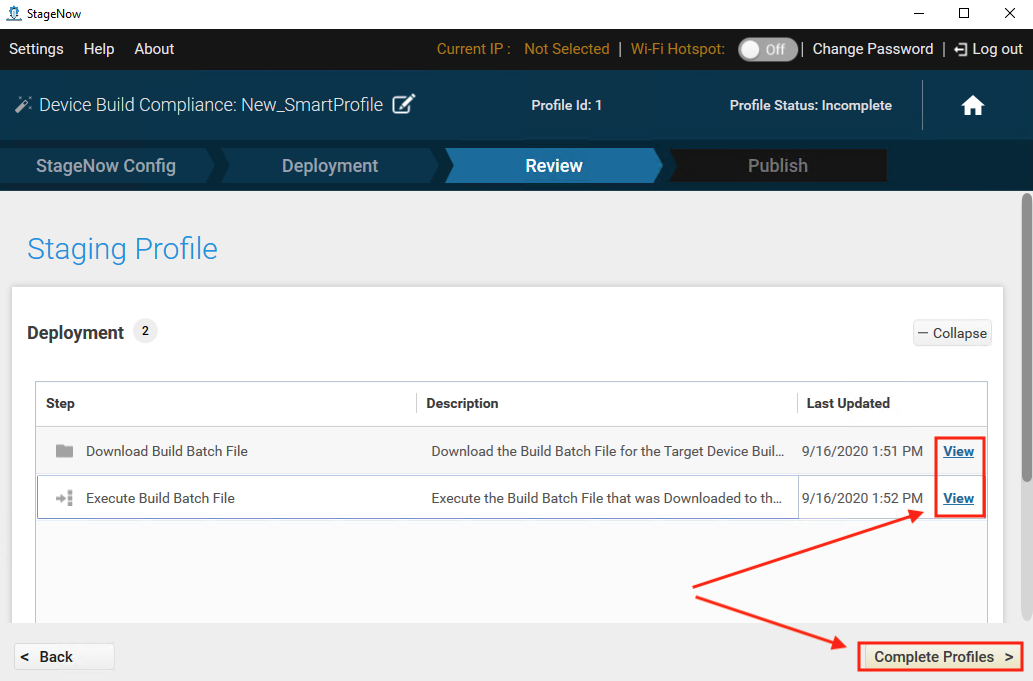 StageNow
Settings Help About Current IP : Not Selected | Wi-Fi Hotspot: Off | Change Password | Log out
Device Build Compliance: New_SmartProfile Profile Id: 1 Profile Status: Incomplete
StageNow Config Deployment Review Publish
Staging Profile
Deployment 2 — Collapse
Step Description Last Updated
Download Build Batch File Download the Build Batch File for the Target Device Buil... 9/16/2020 1:51 PM View
Execute Build Batch File Execute the Build Batch File that was Downloaded to th... 9/16/2020 1:52 PM View
< Back Complete Profiles >